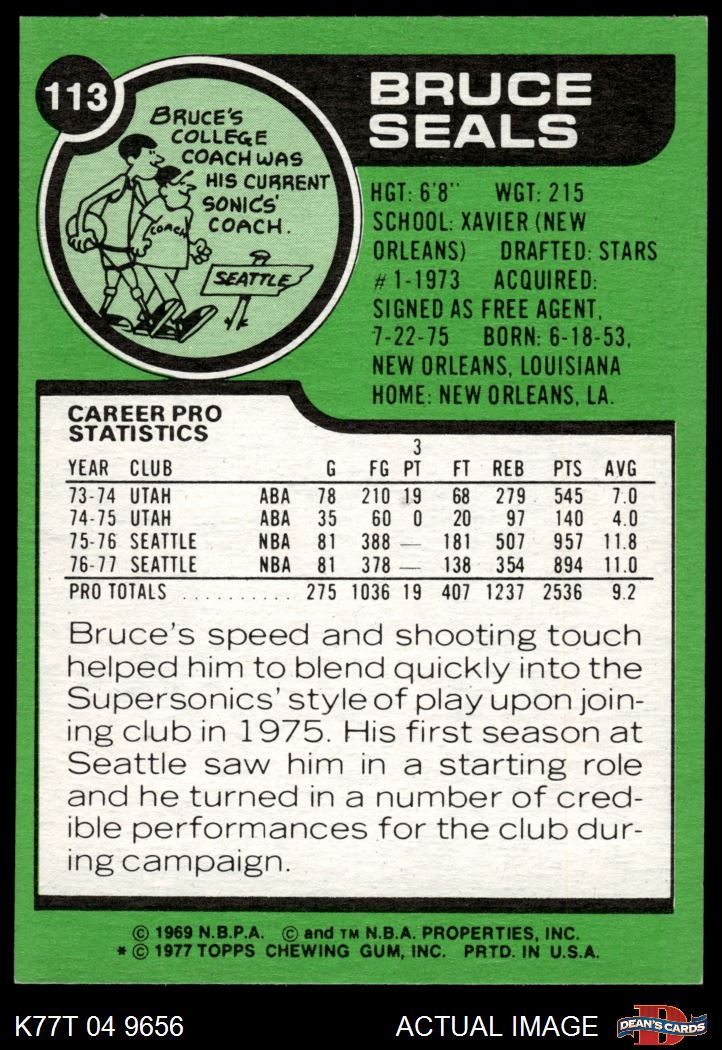 113
BRUCE
SEALS
BRUCE'S
COLLEGE
COACH WAS
HIS CURRENT
SONICS'
COACH.
COACH
SEATTLE
HGT: 6'8" WGT: 215
SCHOOL: XAVIER (NEW
ORLEANS) DRAFTED: STARS
#1-1973 ACQUIRED:
SIGNED AS FREE AGENT,
7-22-75 BORN: 6-18-53,
NEW ORLEANS, LOUISIANA
HOME: NEW ORLEANS, LA.
CAREER PRO
STATISTICS
3
YEAR CLUB G FG PT FT REB PTS AVG
73-74 UTAH ABA 78 210 19 68 279 545 7.0
74-75 UTAH ABA 35 60 0 20 97 140 4.0
75-76 SEATTLE NBA 81 388 — 181 507 957 11.8
76-77 SEATTLE NBA 81 378 — 138 354 894 11.0
PRO TOTALS .......... 275 1036 19 407 1237 2536 9.2
Bruce's speed and shooting touch
helped him to blend quickly into the
Supersonics' style of play upon join-
ing club in 1975. His first season at
Seattle saw him in a starting role
and he turned in a number of cred-
ible performances for the club dur-
ing campaign.
© 1969 N.B.P.A. © and TM N.B.A. PROPERTIES, INC.
* © 1977 TOPPS CHEWING GUM, INC. PRTD. IN U.S.A.
K77T 04 9656 ACTUAL IMAGE
D
DEAN'S CARDS